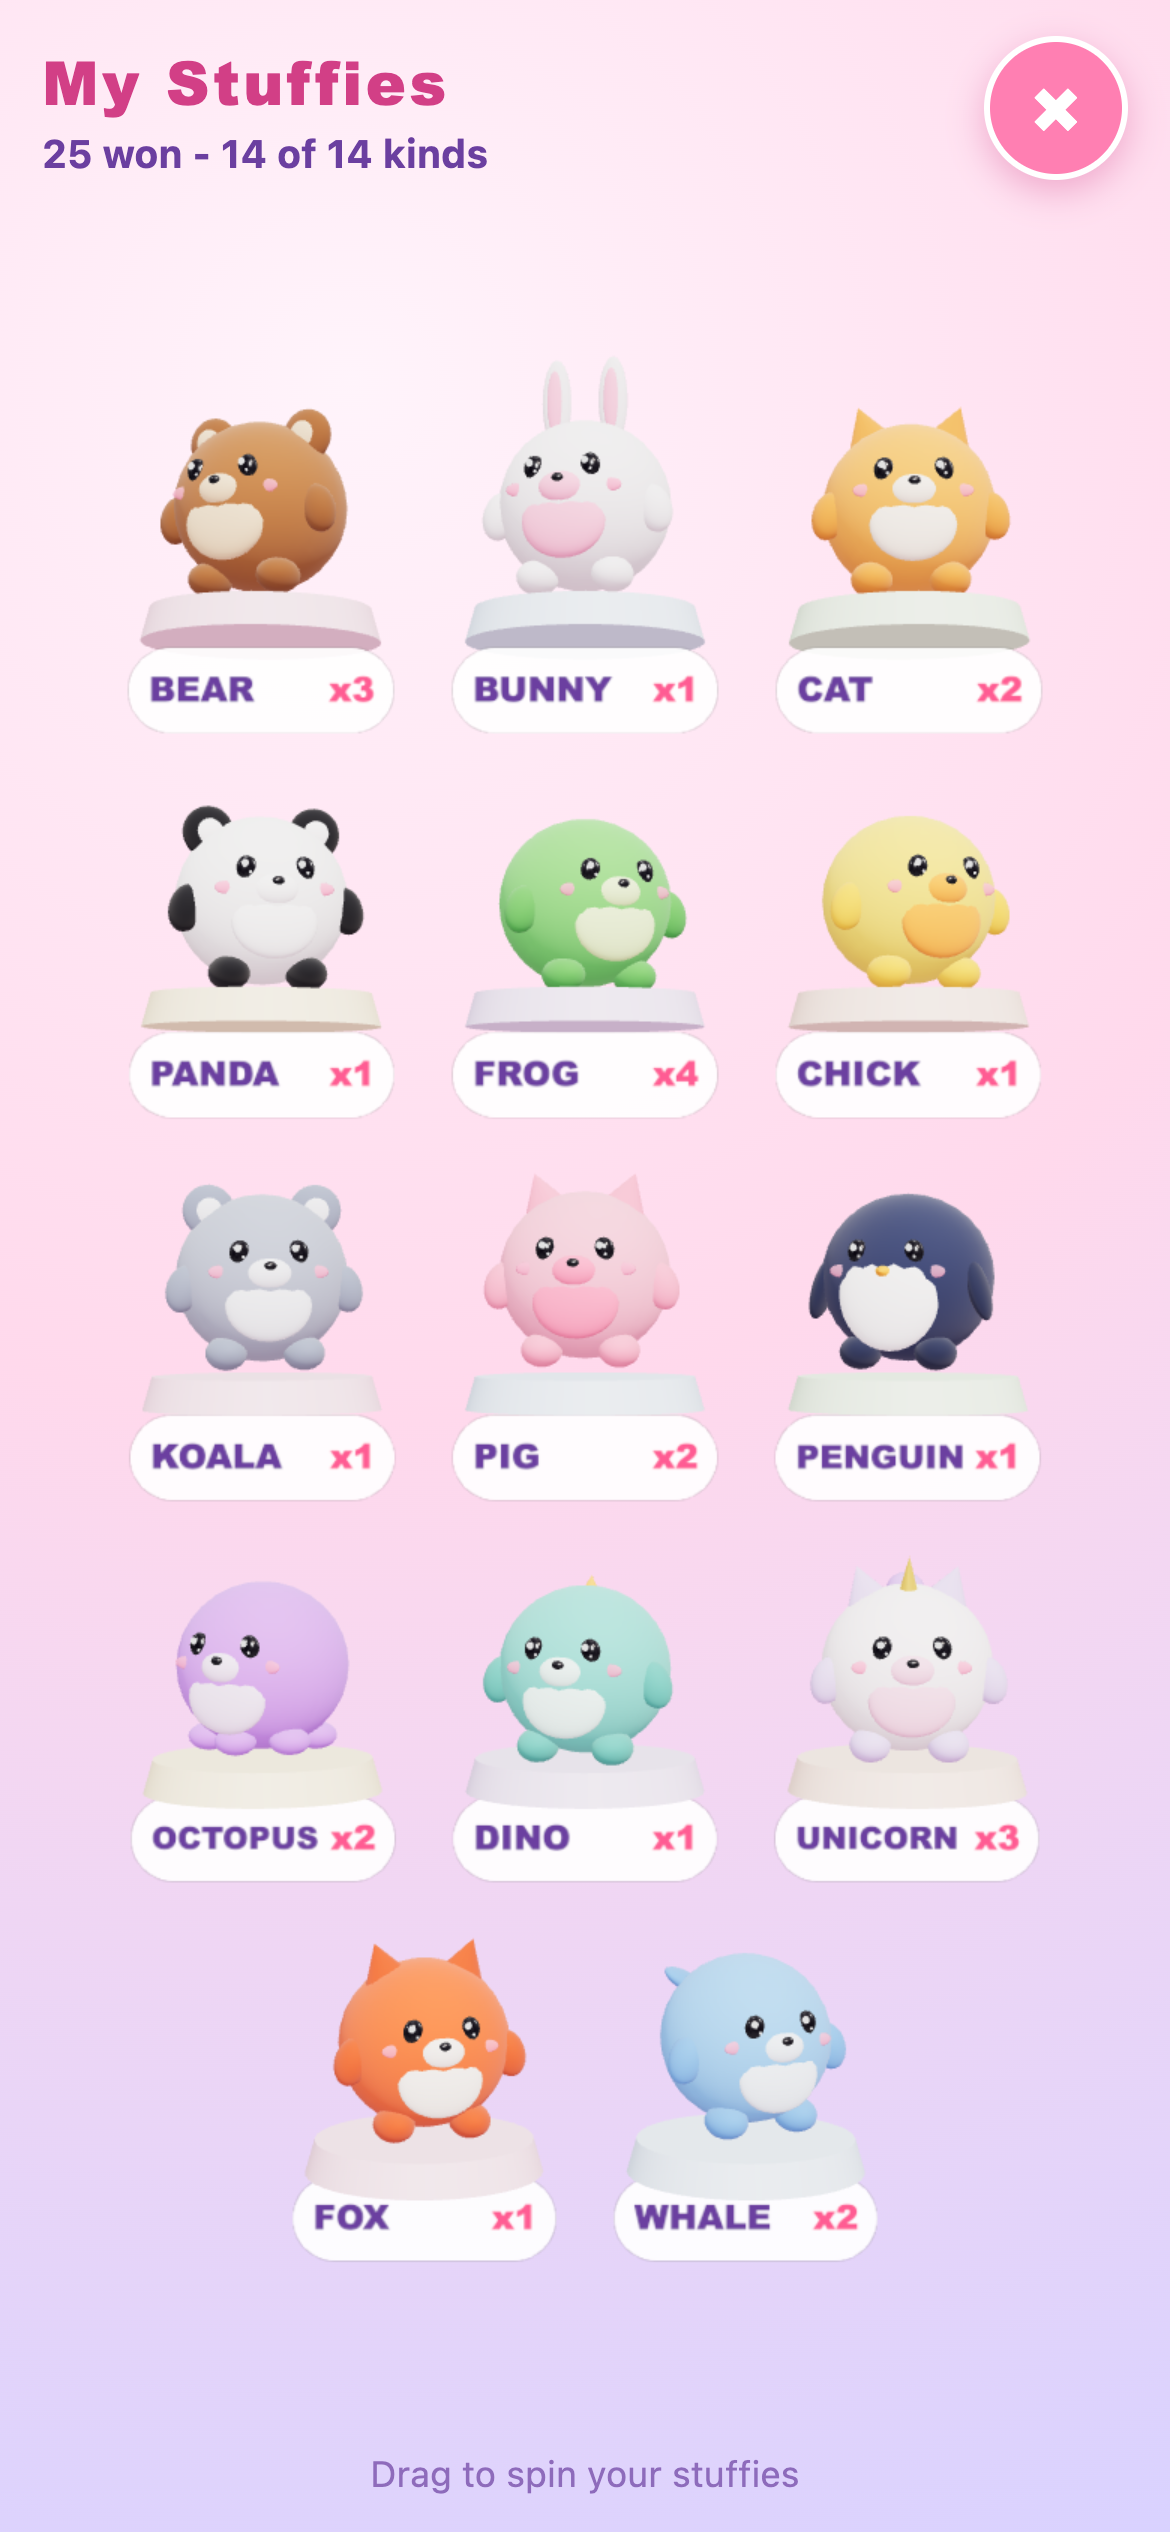 My Stuffies
25 won - 14 of 14 kinds
BEAR x3
BUNNY x1
CAT x2
PANDA x1
FROG x4
CHICK x1
KOALA x1
PIG x2
PENGUIN x1
OCTOPUS x2
DINO x1
UNICORN x3
FOX x1
WHALE x2
Drag to spin your stuffies